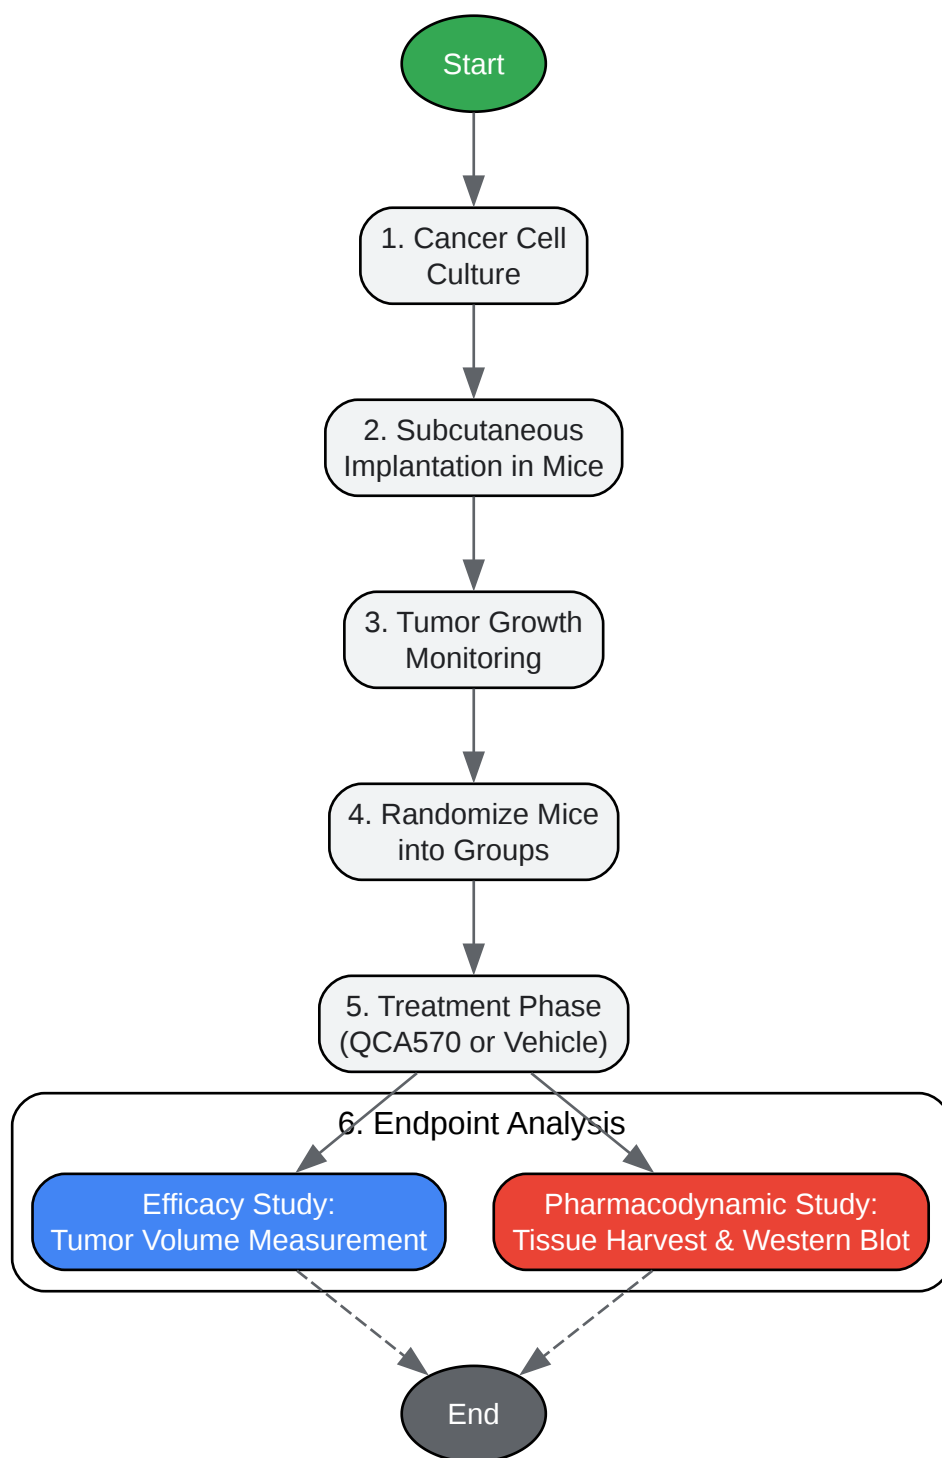 Start
1. Cancer Cell
Culture
2. Subcutaneous
Implantation in Mice
3. Tumor Growth
Monitoring
4. Randomize Mice
into Groups
5. Treatment Phase
(QCA570 or Vehicle)
6. Endpoint Analysis
Efficacy Study:
Tumor Volume Measurement
Pharmacodynamic Study:
Tissue Harvest & Western Blot
End